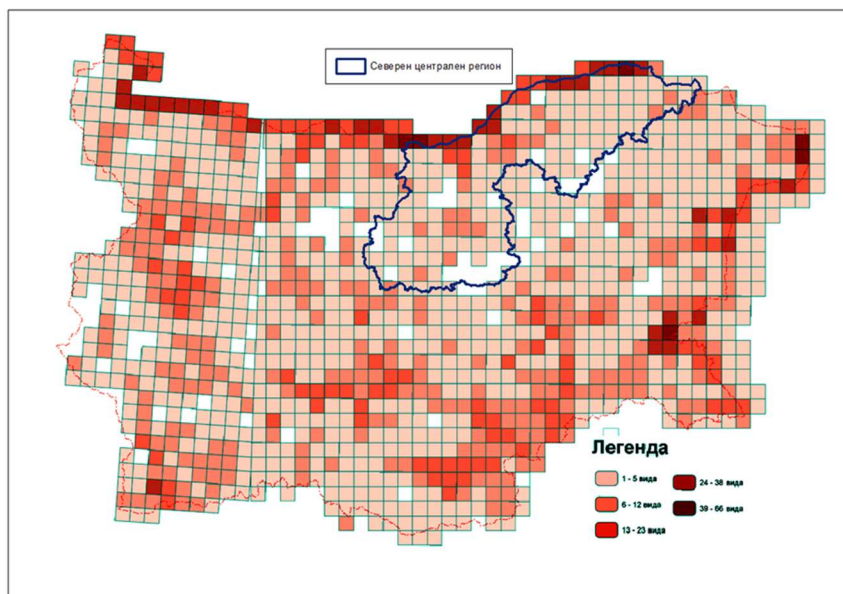 Северен централен регион
Легенда
1 - 5 вида
24 - 38 вида
6 - 12 вида
39 - 66 вида
13 - 23 вида